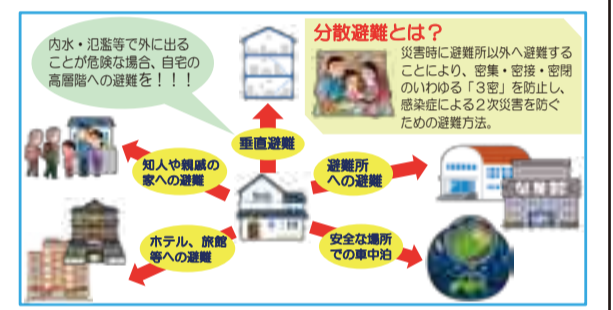 内水・氾濫等で外に出る
ことが危険な場合、自宅の
高層階への避難を！！！
分散避難とは？
災害時に避難所以外へ避難する
ことにより、密集・密接・密閉
のいわゆる「３密」を防止し、
感染症による２次災害を防ぐ
ための避難方法。
垂直避難
知人や親戚の
家への避難
避難所
への避難
ホテル、旅館
等への避難
安全な場所
での車中泊